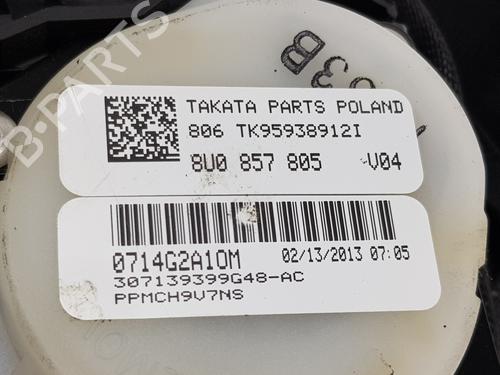 B-PARTS
93B
TAKATA PARTS POLAND
806 TK95938912I
8U0 857 805 V04
0714G2A10M 02/13/2013 07:05
307139399G48-AC
PPMCH9V7NS